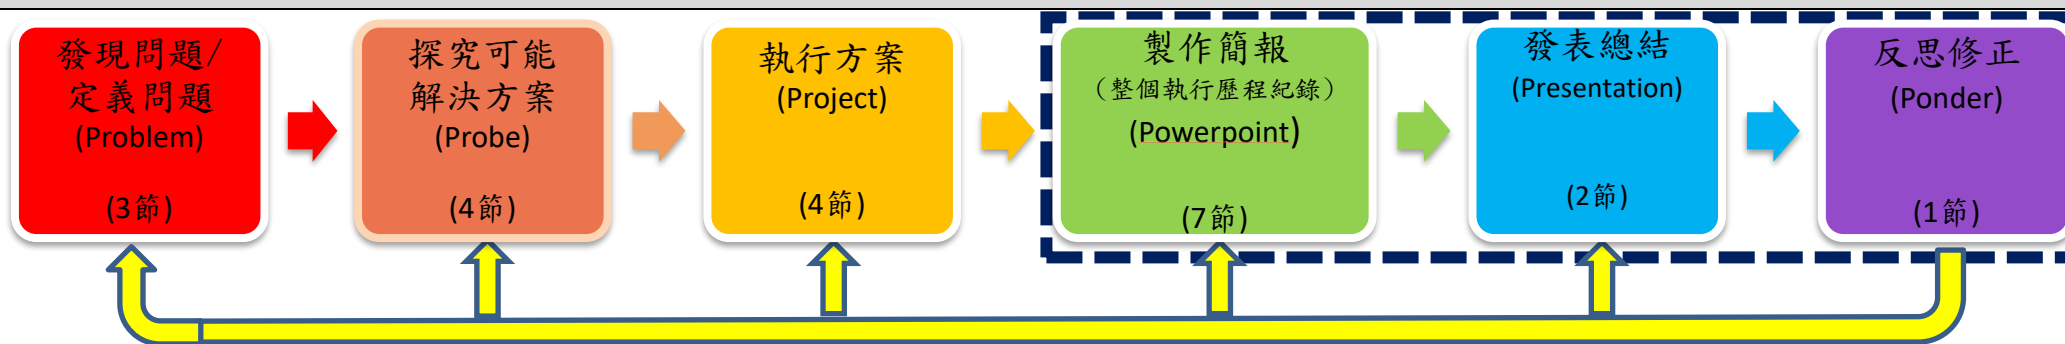 發現問題/
定義問題
(Problem)
(3節)
探究可能
解決方案
(Probe)
(4節)
執行方案
(Project)
(4節)
製作簡報
（整個執行歷程紀錄）
(Powerpoint)
(7節)
發表總結
(Presentation)
(2節)
反思修正
(Ponder)
(1節)